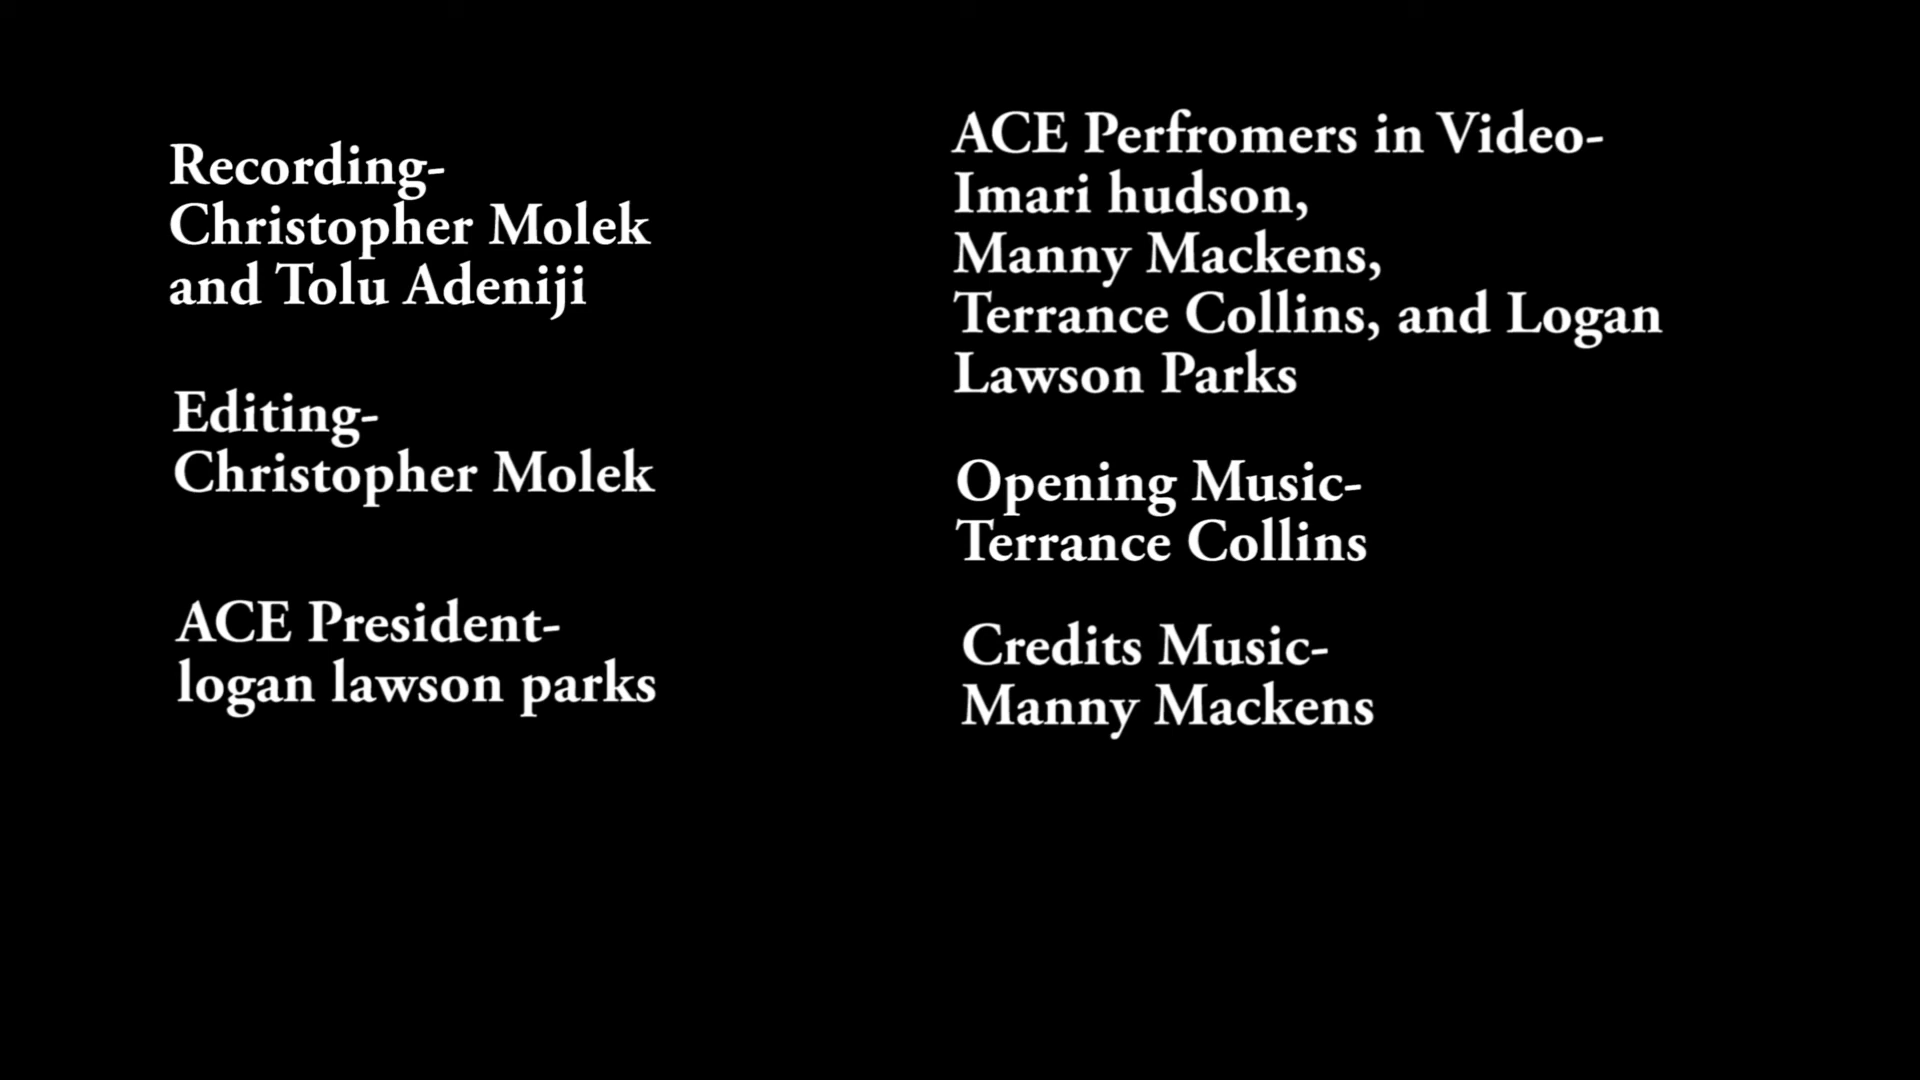 Recording-
Christopher Molek
and Tolu Adeniji
Editing-
Christopher Molek
ACE President-
logan lawson parks
ACE Perfromers in Video-
Imari hudson,
Manny Mackens,
Terrance Collins, and Logan
Lawson Parks
Opening Music-
Terrance Collins
Credits Music-
Manny Mackens